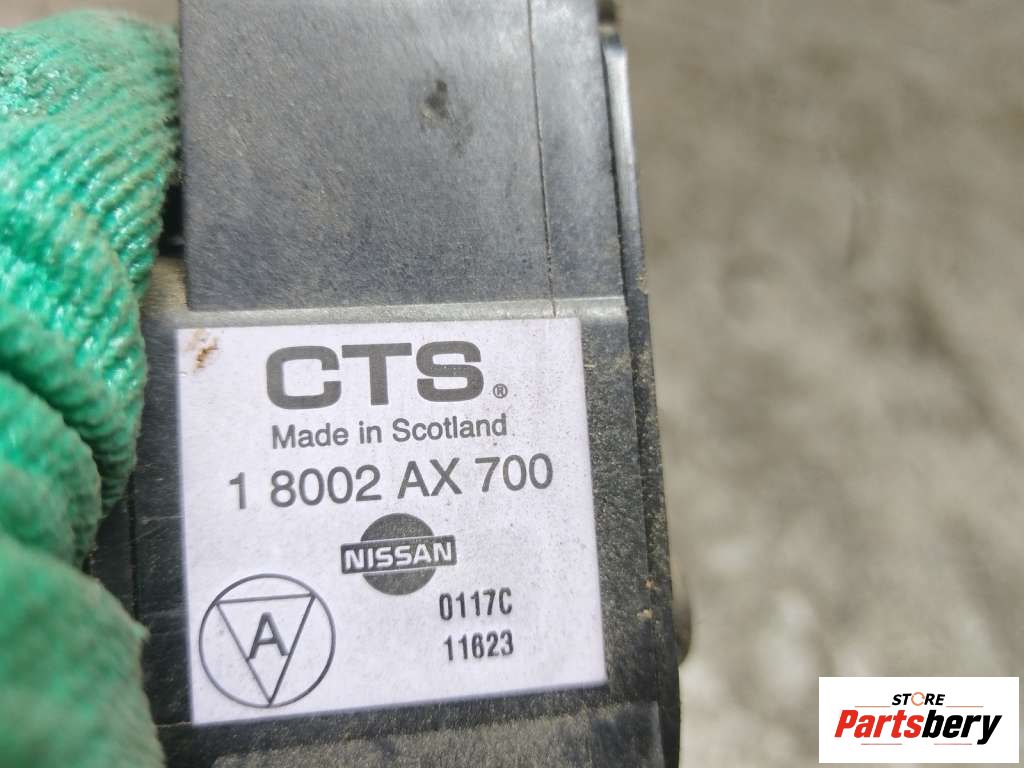 CTS®
Made in Scotland
1 8002 AX 700
NISSAN
0117C
A
11623
STORE
Partsbery